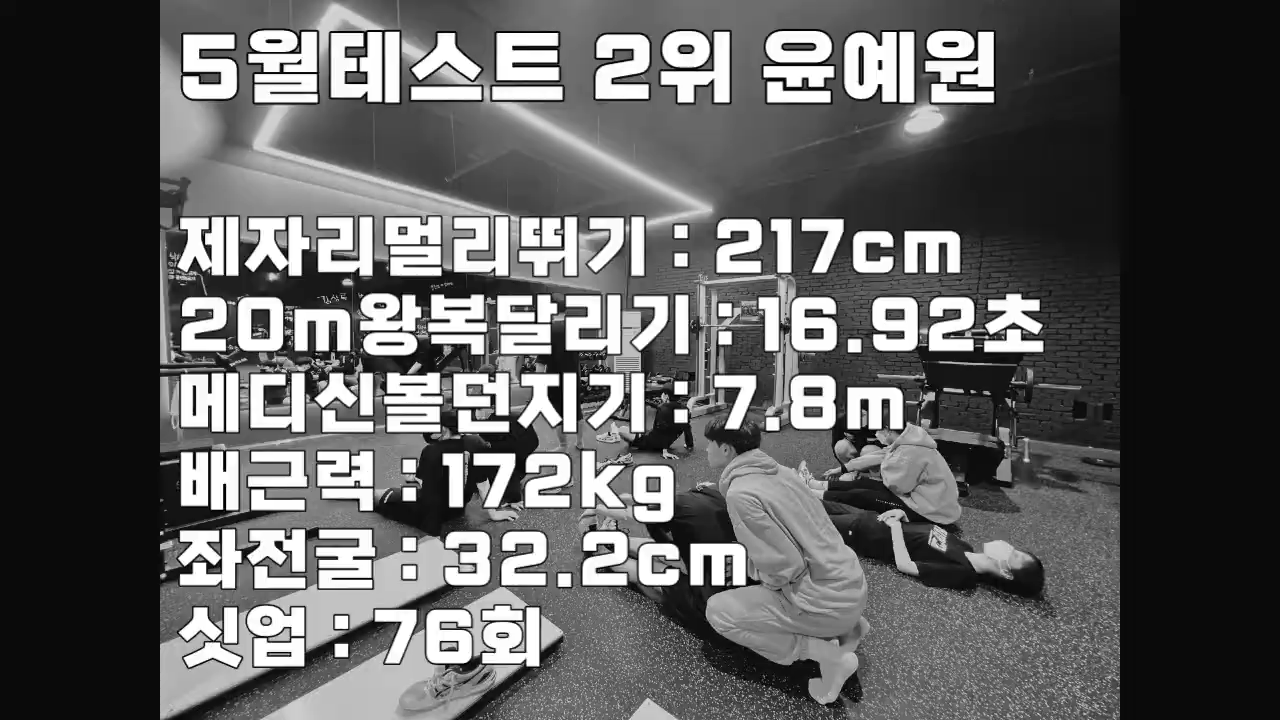 5월테스트 2위 윤예원
제자리멀리뛰기 : 217cm
20m왕복달리기 : 16.92초
메디신볼던지기 : 7.8m
배근력 : 172kg
좌전굴 : 32.2cm
싯업 : 76회